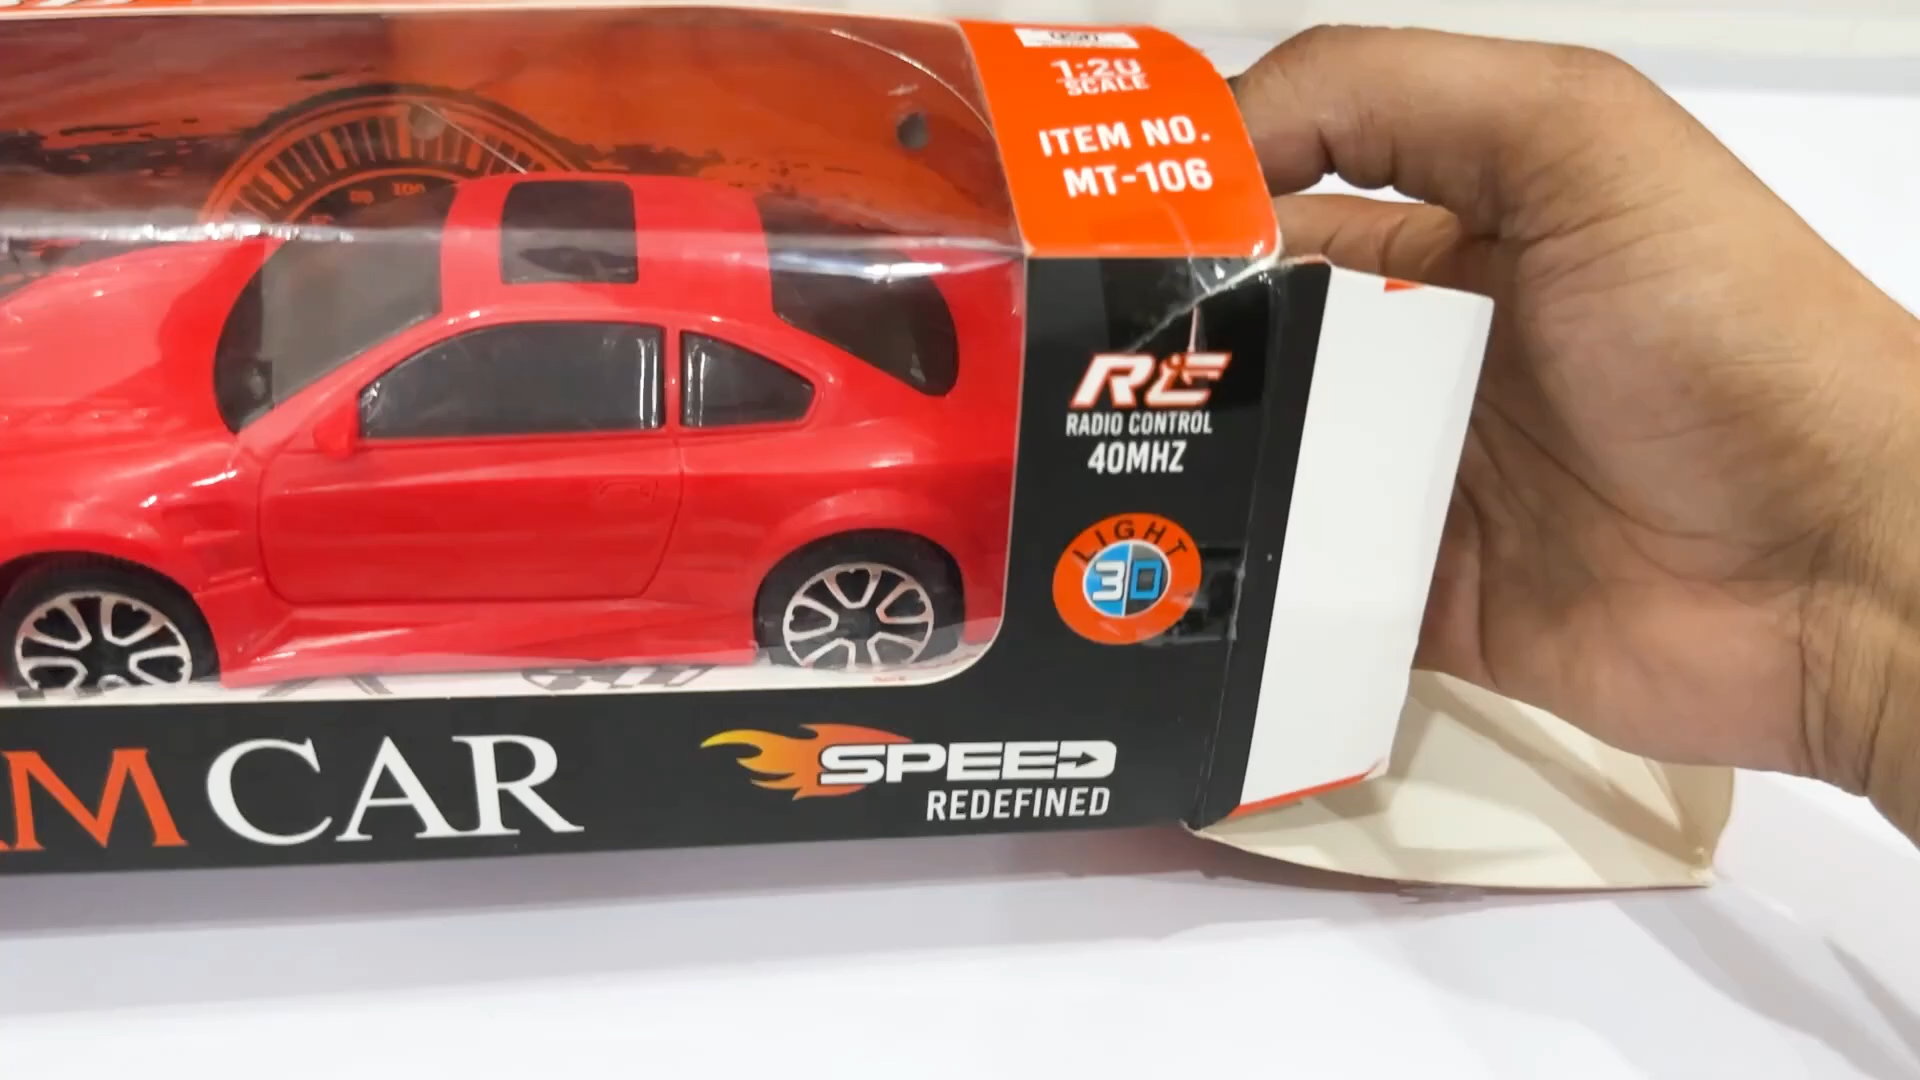 1:20
SCALE
ITEM NO.
MT-106
RC
RADIO CONTROL
40MHZ
LIGHT
3D
CAR
SPEED
REDEFINED